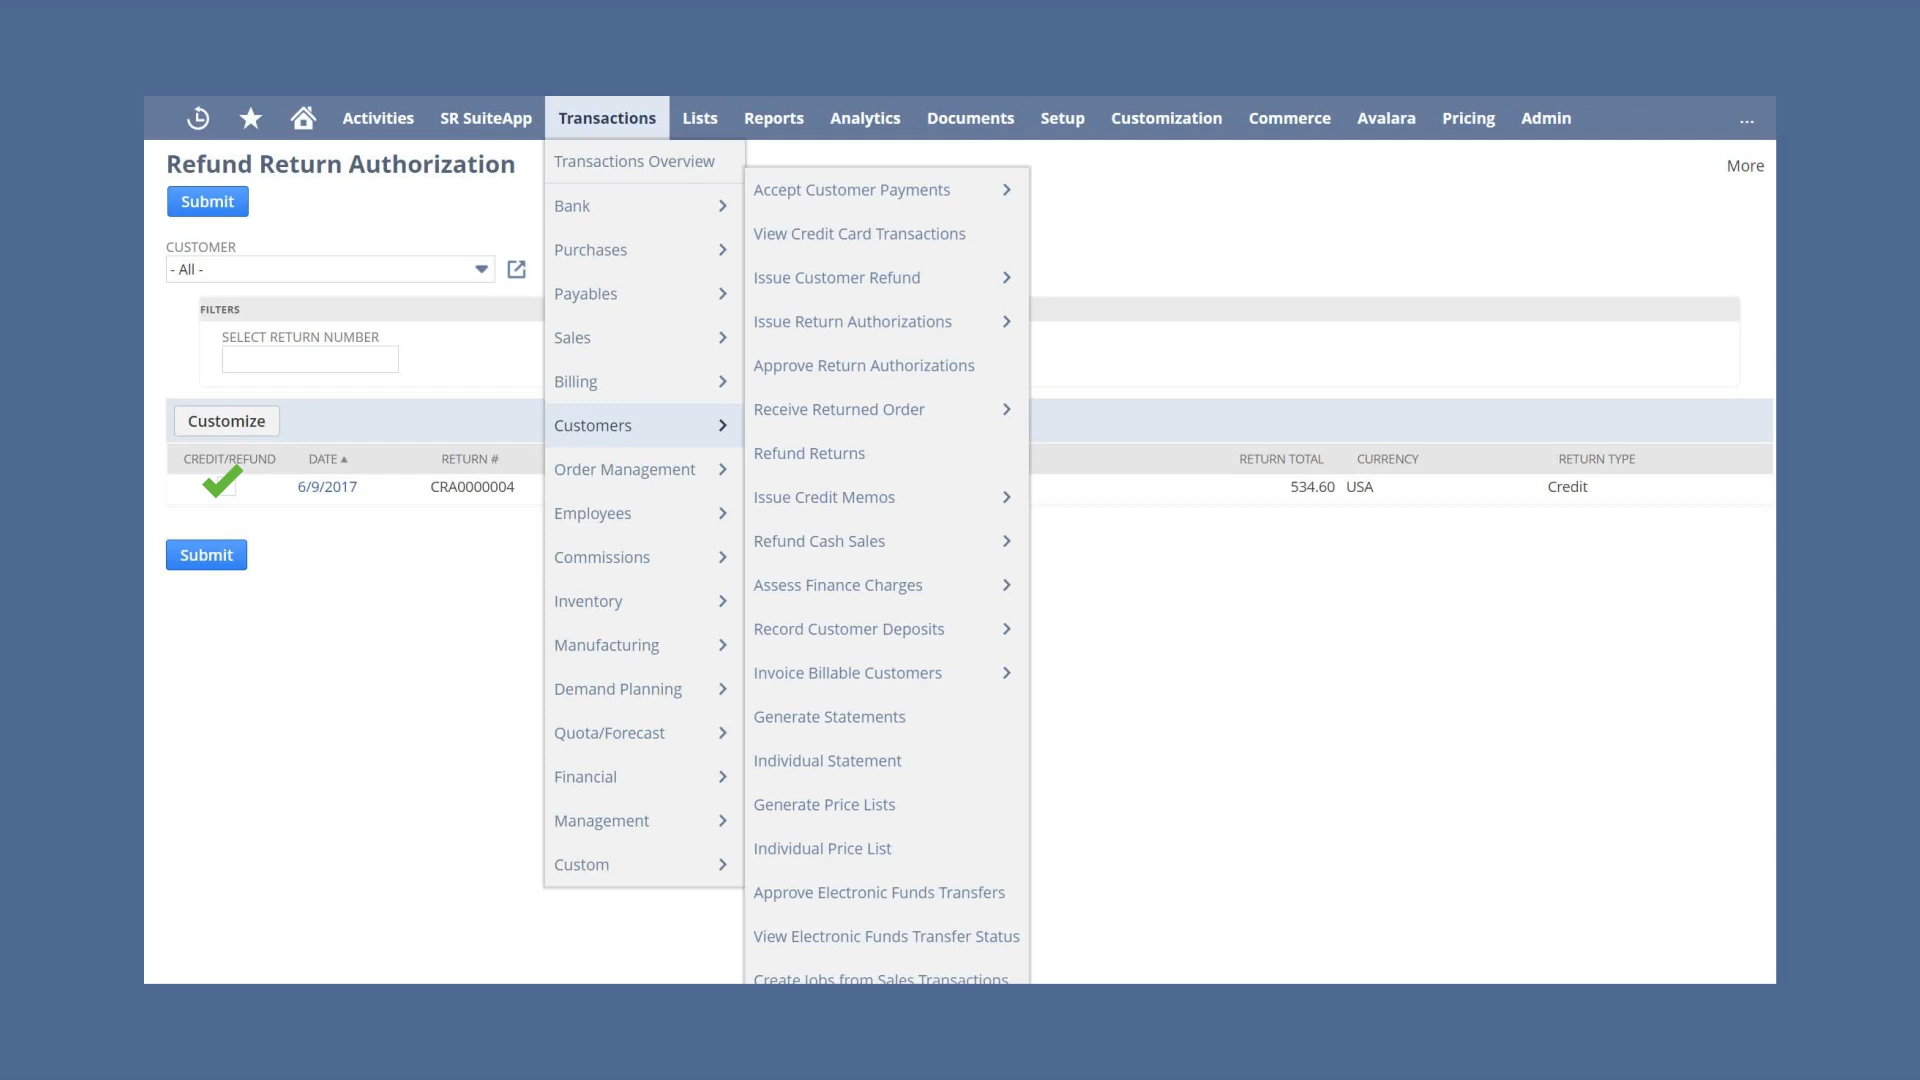 Activities SR SuiteApp Transactions Lists Reports Analytics Documents Setup Customization Commerce Avalara Pricing Admin ...
Refund Return Authorization
More
Submit
CUSTOMER
- All -
FILTERS
SELECT RETURN NUMBER
Customize
CREDIT/REFUND DATE RETURN # RETURN TOTAL CURRENCY RETURN TYPE
6/9/2017 CRA0000004 534.60 USA Credit
Submit
Transactions Overview
Bank
Purchases
Payables
Sales
Billing
Customers
Order Management
Employees
Commissions
Inventory
Manufacturing
Demand Planning
Quota/Forecast
Financial
Management
Custom
Accept Customer Payments
View Credit Card Transactions
Issue Customer Refund
Issue Return Authorizations
Approve Return Authorizations
Receive Returned Order
Refund Returns
Issue Credit Memos
Refund Cash Sales
Assess Finance Charges
Record Customer Deposits
Invoice Billable Customers
Generate Statements
Individual Statement
Generate Price Lists
Individual Price List
Approve Electronic Funds Transfers
View Electronic Funds Transfer Status
Create Jobs from Sales Transactions